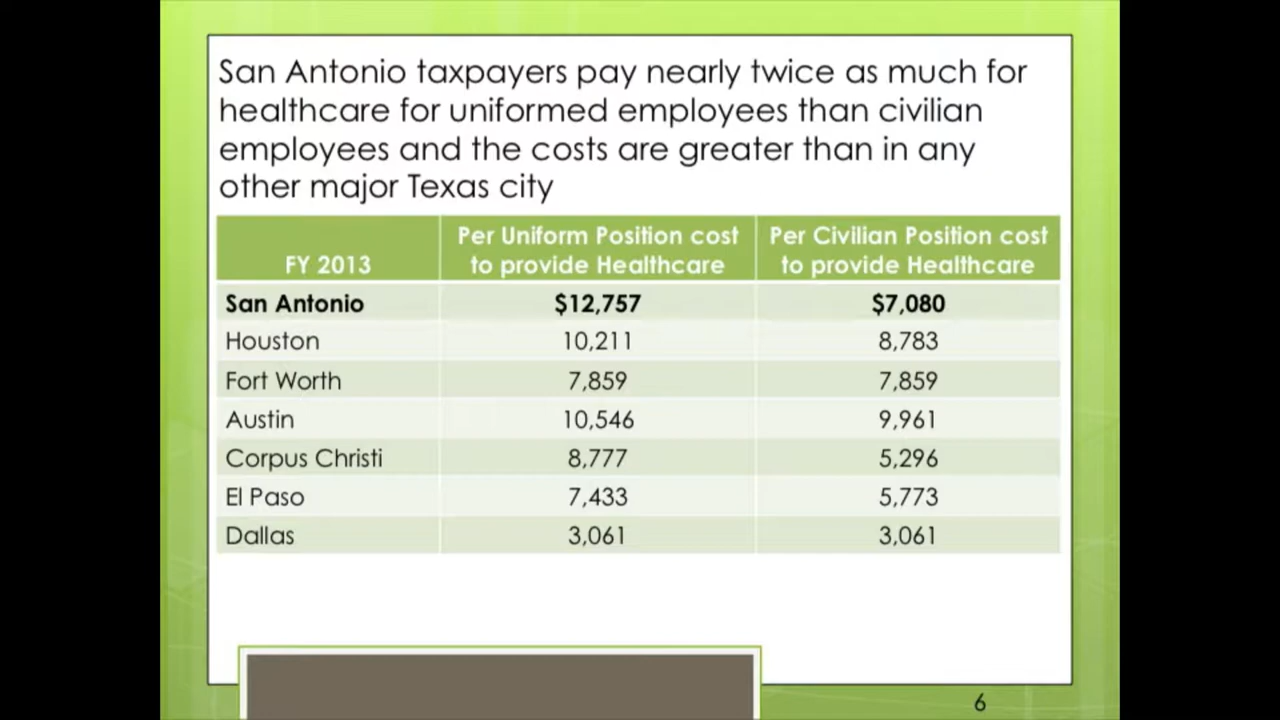 San Antonio taxpayers pay nearly twice as much for
healthcare for uniformed employees than civilian
employees and the costs are greater than in any
other major Texas city
FY 2013 Per Uniform Position cost to provide Healthcare Per Civilian Position cost to provide Healthcare
San Antonio $12,757 $7,080
Houston 10,211 8,783
Fort Worth 7,859 7,859
Austin 10,546 9,961
Corpus Christi 8,777 5,296
El Paso 7,433 5,773
Dallas 3,061 3,061
6